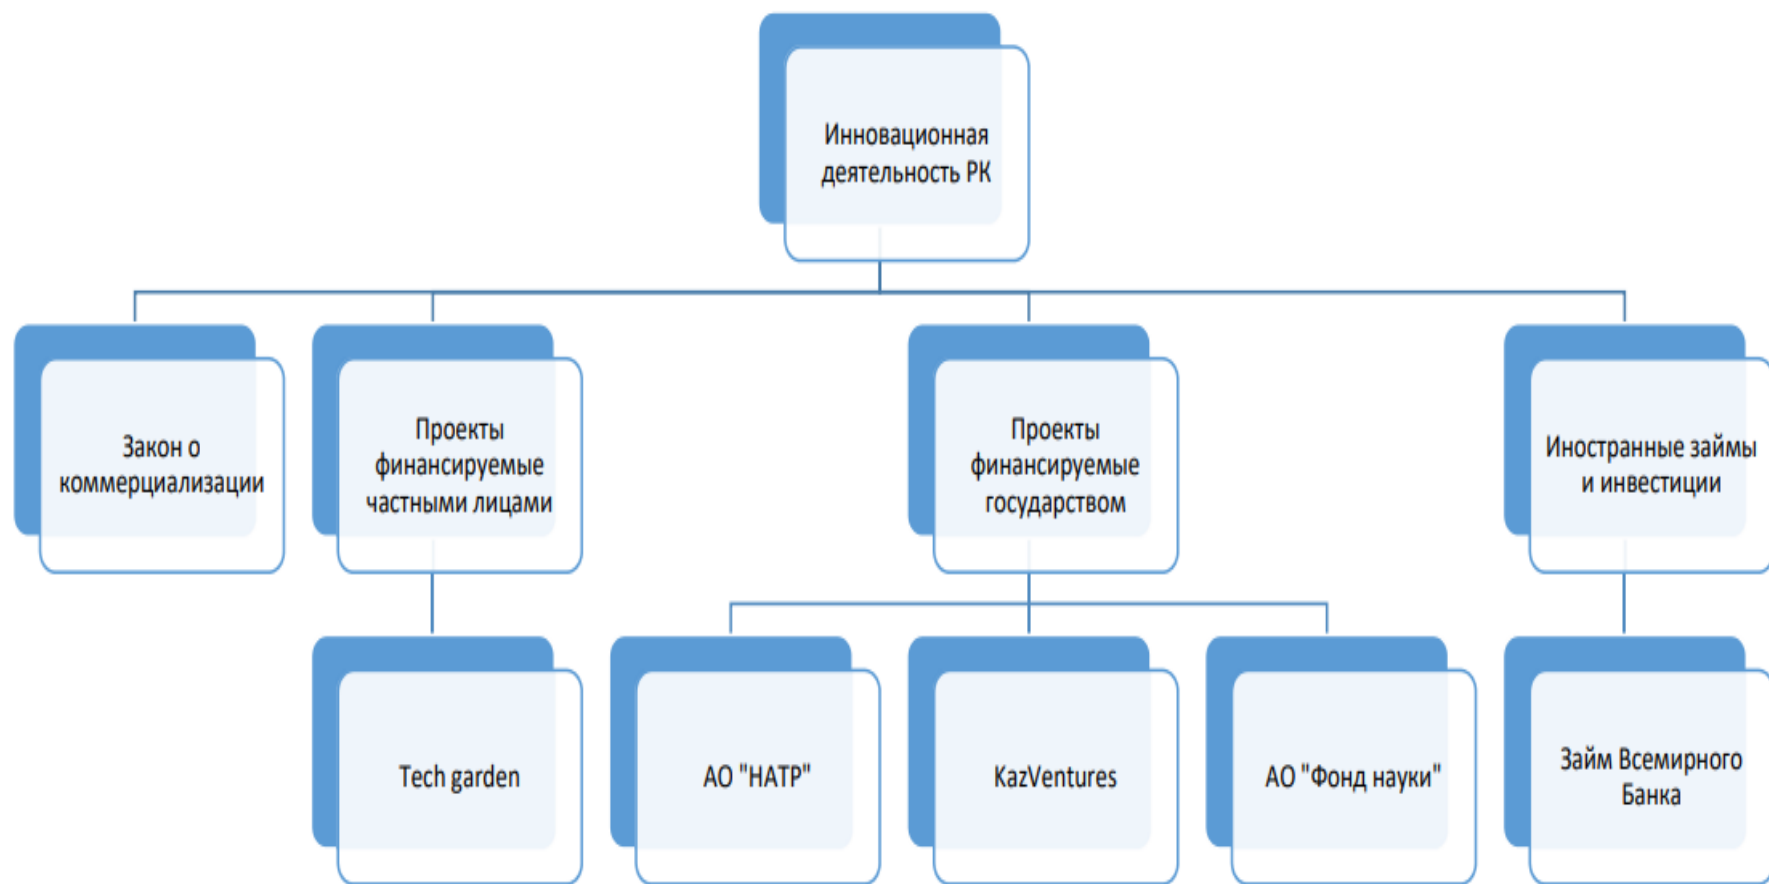 Инновационная
деятельность РК
Закон о
коммерциализации
Проекты
финансируемые
частными лицами
Проекты
финансируемые
государством
Иностранные займы
и инвестиции
Tech garden
АО "НАТР"
KazVentures
АО "Фонд науки"
Займ Всемирного
Банка